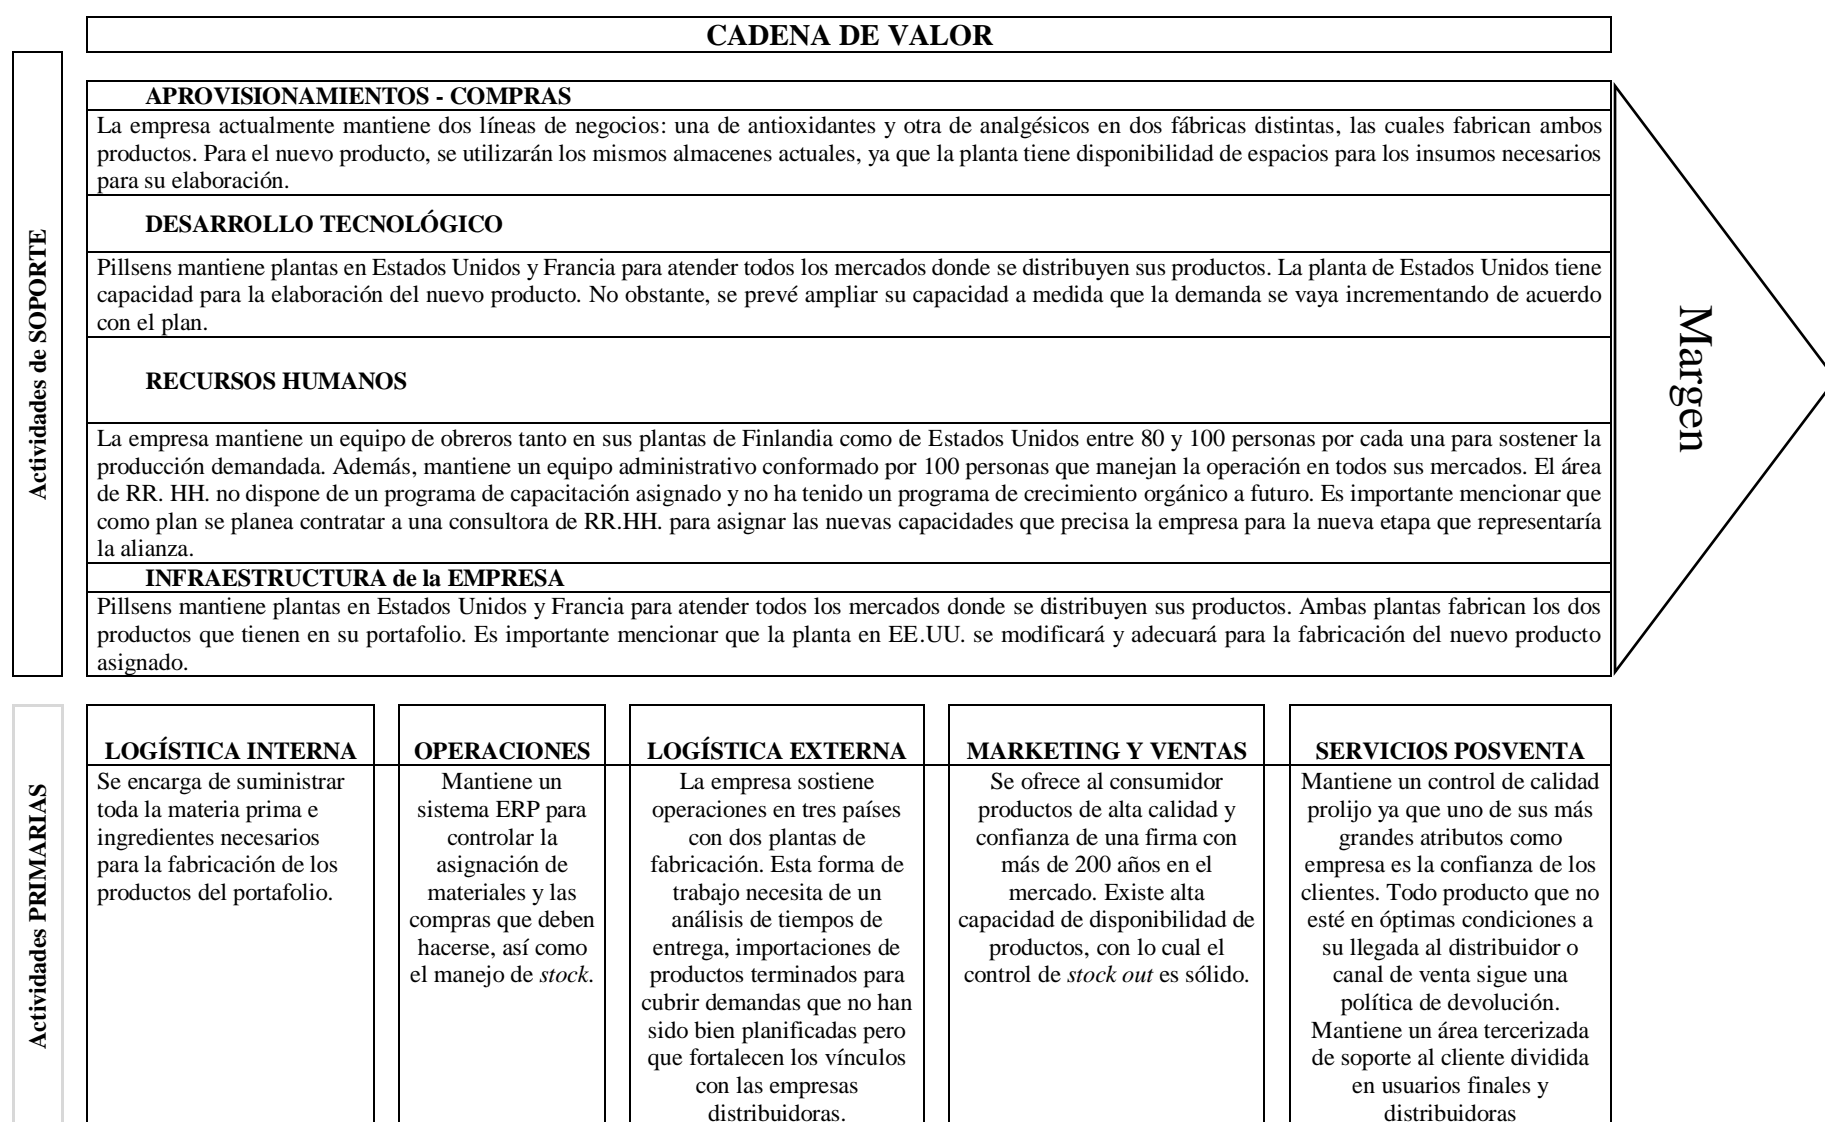 CADENA DE VALOR
Actividades de SOPORTE
APROVISIONAMIENTOS - COMPRAS
La empresa actualmente mantiene dos líneas de negocios: una de antioxidantes y otra de analgésicos en dos fábricas distintas, las cuales fabrican ambos
productos. Para el nuevo producto, se utilizarán los mismos almacenes actuales, ya que la planta tiene disponibilidad de espacios para los insumos necesarios
para su elaboración.
DESARROLLO TECNOLÓGICO
Pillsens mantiene plantas en Estados Unidos y Francia para atender todos los mercados donde se distribuyen sus productos. La planta de Estados Unidos tiene
capacidad para la elaboración del nuevo producto. No obstante, se prevé ampliar su capacidad a medida que la demanda se vaya incrementando de acuerdo
con el plan.
RECURSOS HUMANOS
La empresa mantiene un equipo de obreros tanto en sus plantas de Finlandia como de Estados Unidos entre 80 y 100 personas por cada una para sostener la
producción demandada. Además, mantiene un equipo administrativo conformado por 100 personas que manejan la operación en todos sus mercados. El área
de RR. HH. no dispone de un programa de capacitación asignado y no ha tenido un programa de crecimiento orgánico a futuro. Es importante mencionar que
como plan se planea contratar a una consultora de RR.HH. para asignar las nuevas capacidades que precisa la empresa para la nueva etapa que representaría
la alianza.
INFRAESTRUCTURA de la EMPRESA
Pillsens mantiene plantas en Estados Unidos y Francia para atender todos los mercados donde se distribuyen sus productos. Ambas plantas fabrican los dos
productos que tienen en su portafolio. Es importante mencionar que la planta en EE.UU. se modificará y adecuará para la fabricación del nuevo producto
asignado.
Margen
Actividades PRIMARIAS
LOGÍSTICA INTERNA
Se encarga de suministrar
toda la materia prima e
ingredientes necesarios
para la fabricación de los
productos del portafolio.
OPERACIONES
Mantiene un
sistema ERP para
controlar la
asignación de
materiales y las
compras que deben
hacerse, así como
el manejo de stock.
LOGÍSTICA EXTERNA
La empresa sostiene
operaciones en tres países
con dos plantas de
fabricación. Esta forma de
trabajo necesita de un
análisis de tiempos de
entrega, importaciones de
productos terminados para
cubrir demandas que no han
sido bien planificadas pero
que fortalecen los vínculos
con las empresas
distribuidoras.
MARKETING Y VENTAS
Se ofrece al consumidor
productos de alta calidad y
confianza de una firma con
más de 200 años en el
mercado. Existe alta
capacidad de disponibilidad de
productos, con lo cual el
control de stock out es sólido.
SERVICIOS POSVENTA
Mantiene un control de calidad
prolijo ya que uno de sus más
grandes atributos como
empresa es la confianza de los
clientes. Todo producto que no
esté en óptimas condiciones a
su llegada al distribuidor o
canal de venta sigue una
política de devolución.
Mantiene un área tercerizada
de soporte al cliente dividida
en usuarios finales y
distribuidoras